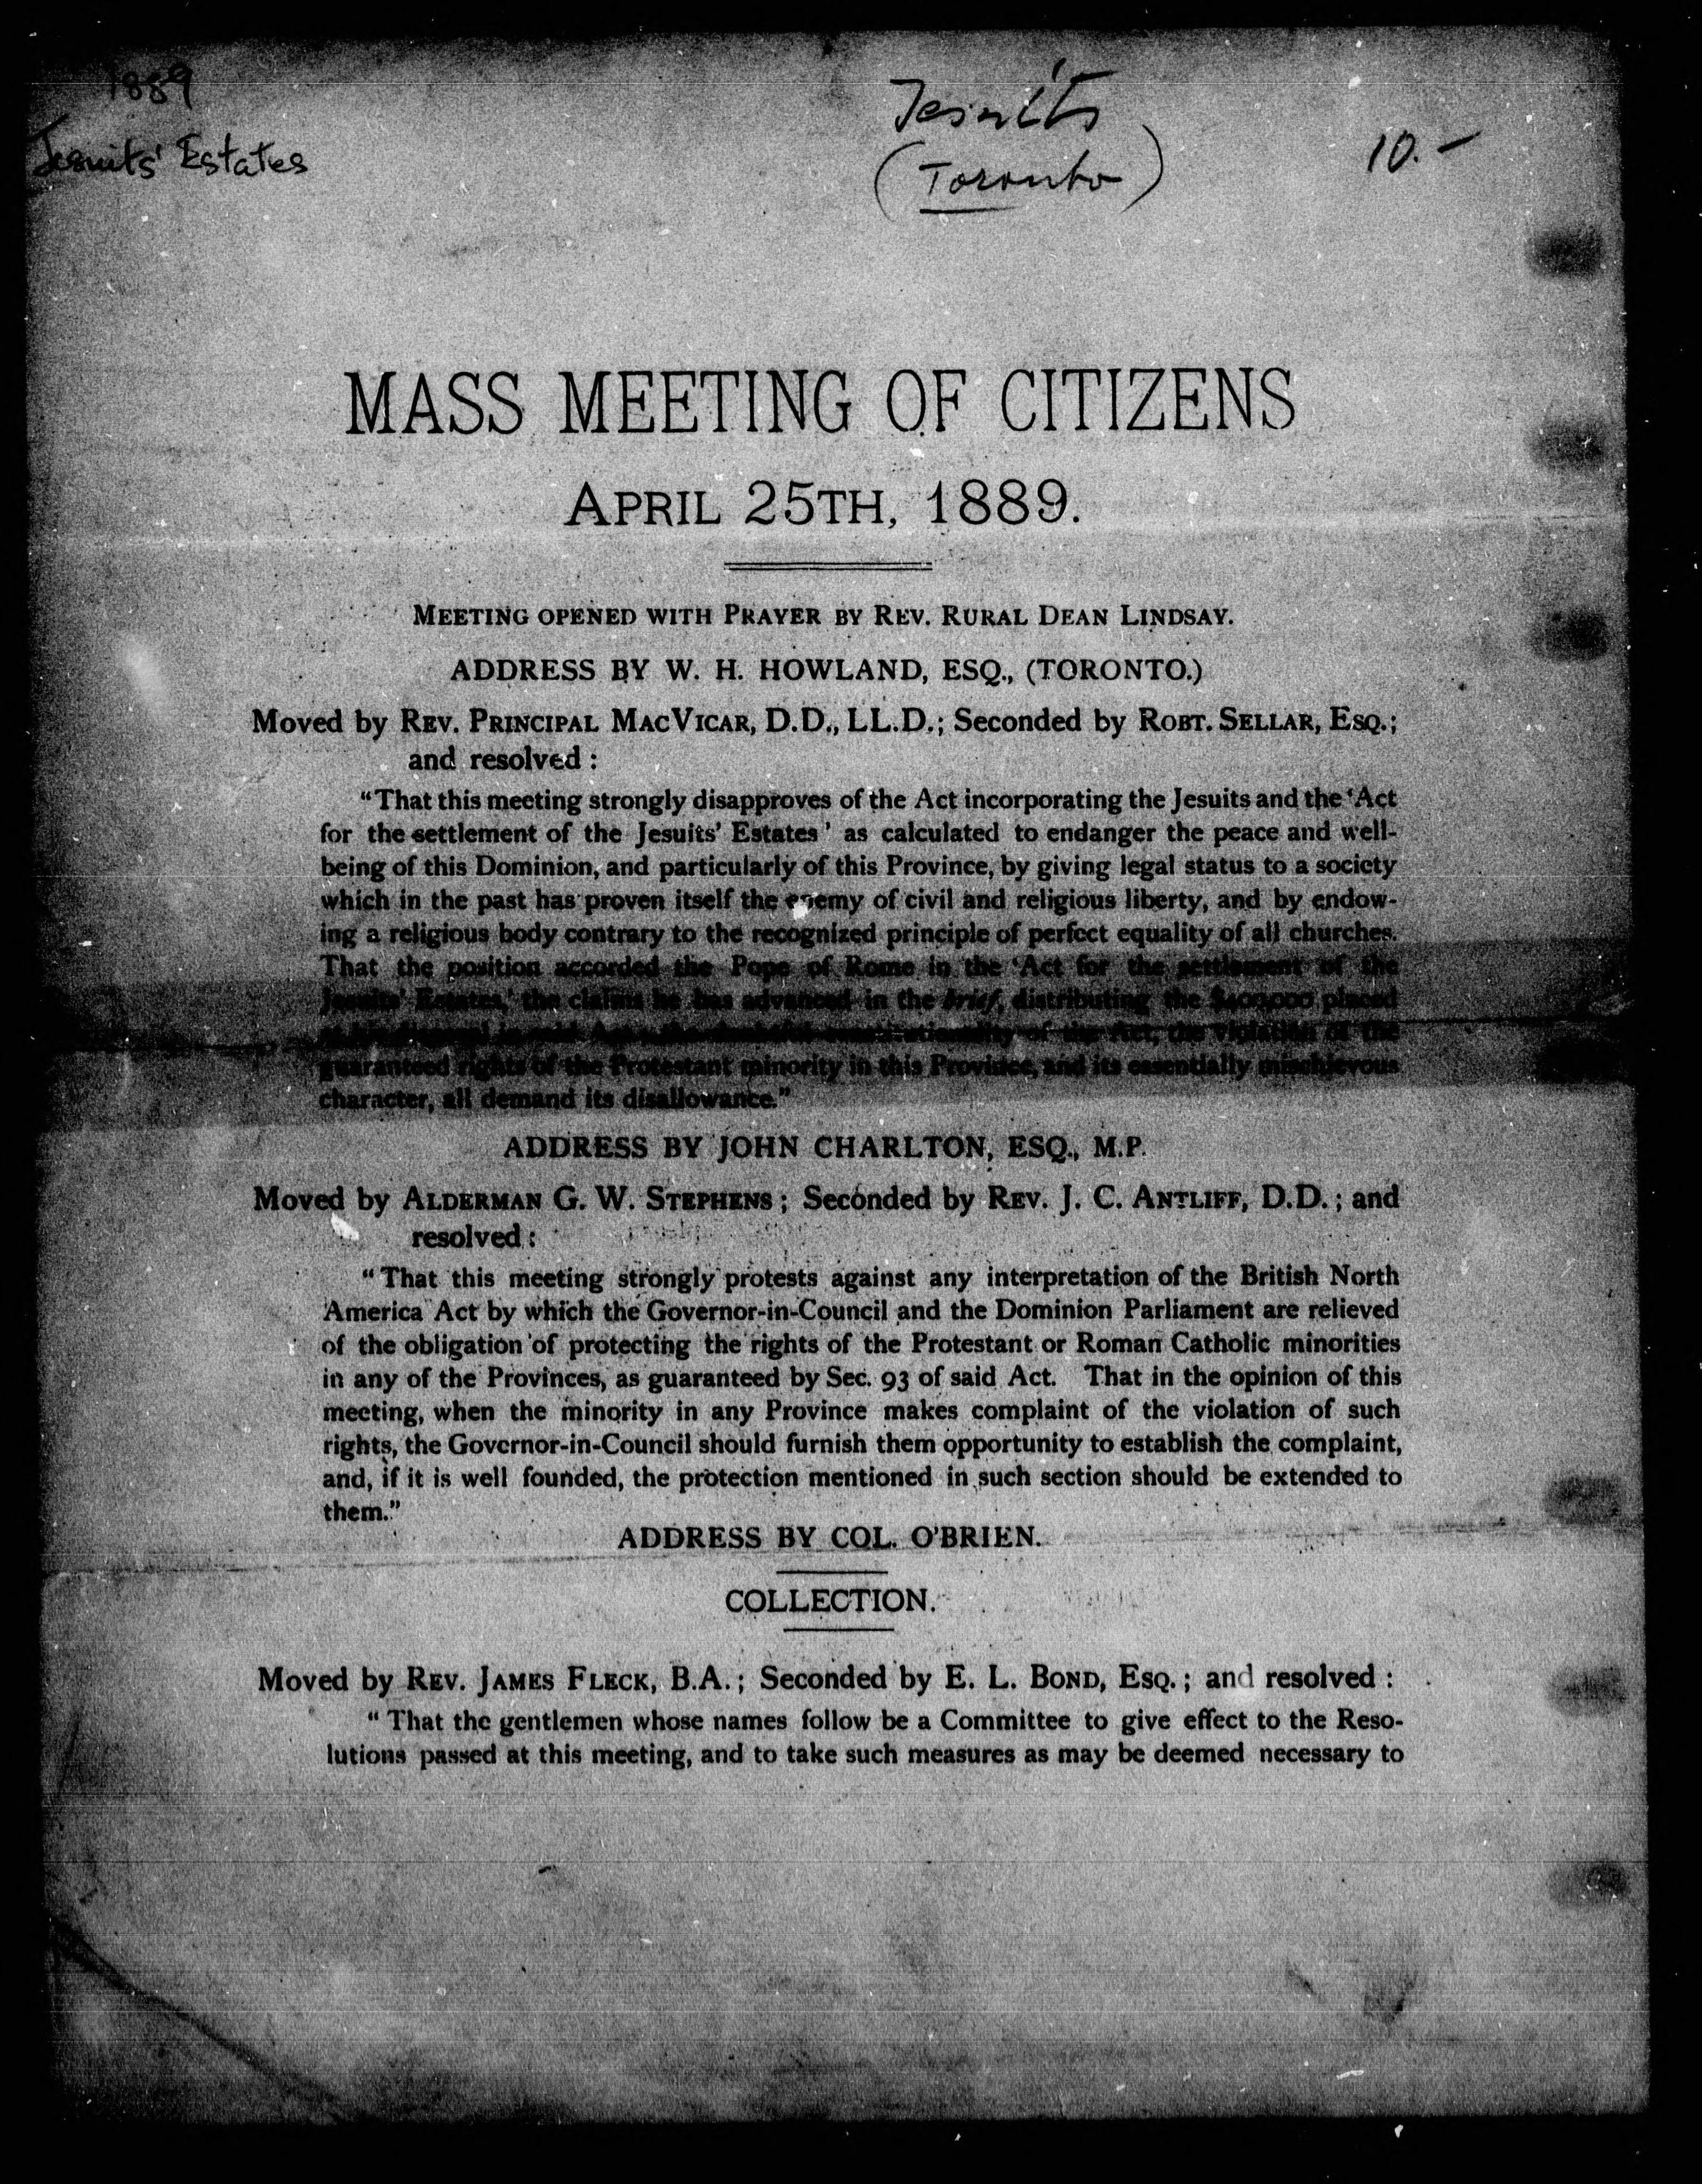 1889
Jesuits' Estates
Jesuits
(Toronto)
10.-
MASS MEETING OF CITIZENS
APRIL 25TH, 1889.
MEETING OPENED WITH PRAYER BY REV. RURAL DEAN LINDSAY.
ADDRESS BY W. H. HOWLAND, ESQ., (TORONTO.)
Moved by REV. PRINCIPAL MACVICAR, D.D., LL.D.; Seconded by ROBT. SELLAR, ESQ.;
and resolved :
"That this meeting strongly disapproves of the Act incorporating the Jesuits and the 'Act
for the settlement of the Jesuits' Estates' as calculated to endanger the peace and well-
being of this Dominion, and particularly of this Province, by giving legal status to a society
which in the past has proven itself the enemy of civil and religious liberty, and by endow-
ing a religious body contrary to the recognized principle of perfect equality of all churches.
That the position accorded the Pope of Rome in the 'Act for the settlement of the
Jesuits' Estates,' the claims he has advanced in the brief, distributing the $400,000 placed
of the Act, the violation of the
guaranteed rights of the Protestant minority in this Province, and its essentially mischievous
character, all demand its disallowance."
ADDRESS BY JOHN CHARLTON, ESQ., M.P.
Moved by ALDERMAN G. W. STEPHENS; Seconded by REV. J. C. ANTLIFF, D.D.; and
resolved :
"That this meeting strongly protests against any interpretation of the British North
America Act by which the Governor-in-Council and the Dominion Parliament are relieved
of the obligation of protecting the rights of the Protestant or Roman Catholic minorities
in any of the Provinces, as guaranteed by Sec. 93 of said Act. That in the opinion of this
meeting, when the minority in any Province makes complaint of the violation of such
rights, the Governor-in-Council should furnish them opportunity to establish the complaint,
and, if it is well founded, the protection mentioned in such section should be extended to
them."
ADDRESS BY COL. O'BRIEN.
COLLECTION.
Moved by REV. JAMES FLECK, B.A.; Seconded by E. L. BOND, ESQ.; and resolved :
"That the gentlemen whose names follow be a Committee to give effect to the Reso-
lutions passed at this meeting, and to take such measures as may be deemed necessary to